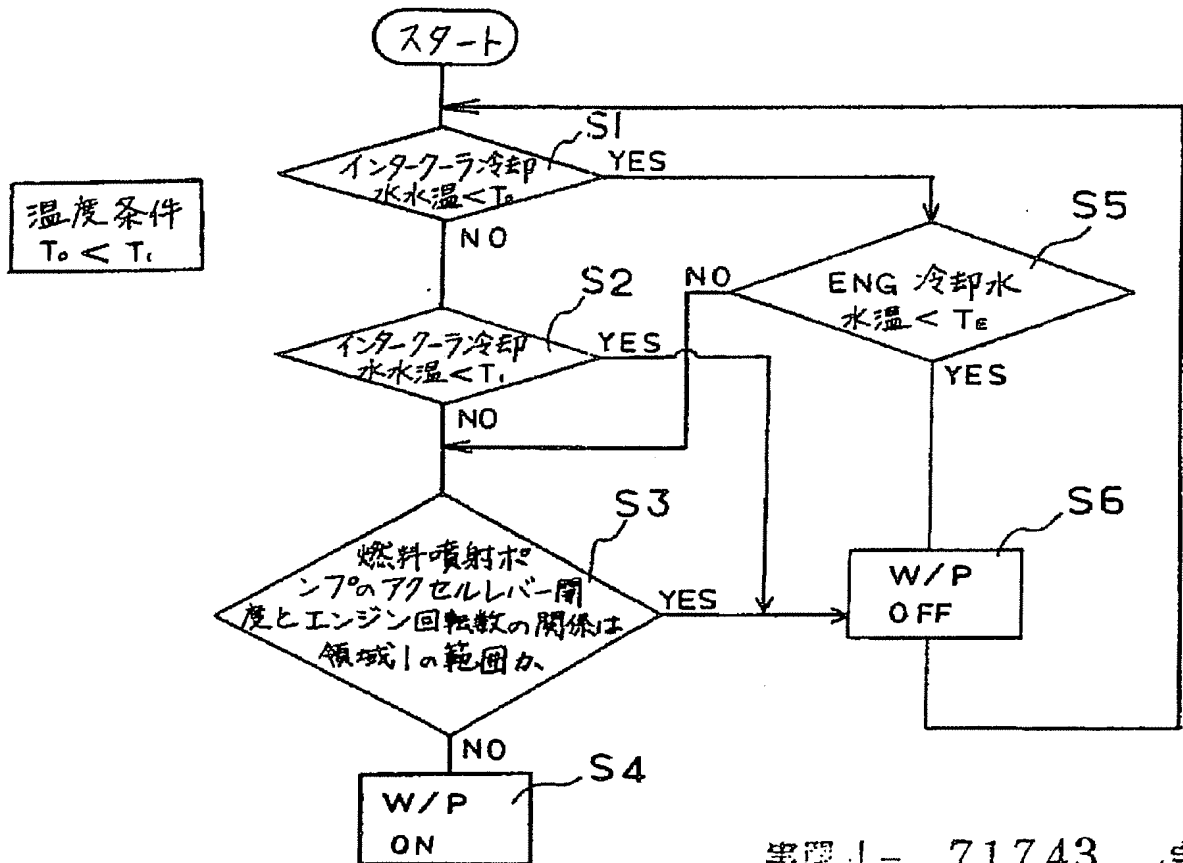 スタート
S1
インタークーラ冷却
水水温<T₀
YES
NO
温度条件
T₀ < T₁
S5
ENG 冷却水
水温<TE
NO
YES
S2
インタークーラ冷却
水水温<T₁
YES
NO
S3
燃料噴射ポ
ンプのアクセルレバー開
度とエンジン回転数の関係は
領域1の範囲か、
YES
NO
S6
W/P
OFF
S4
W/P
ON
71743